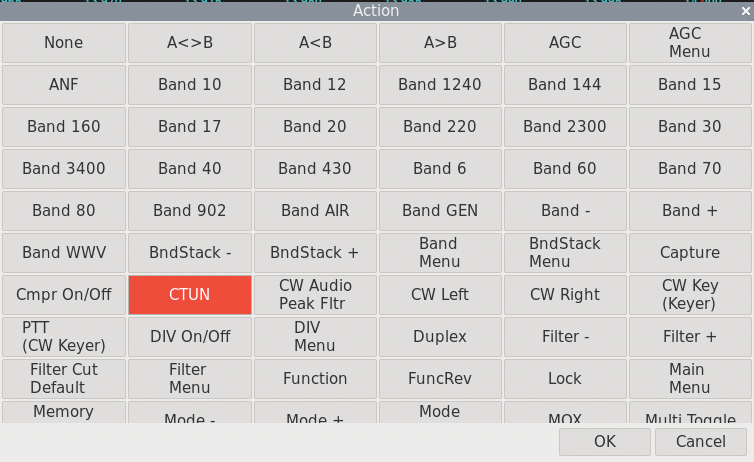 Action
None
A<>B
A<B
A>B
AGC
AGC
Menu
ANF
Band 10
Band 12
Band 1240
Band 144
Band 15
Band 160
Band 17
Band 20
Band 220
Band 2300
Band 30
Band 3400
Band 40
Band 430
Band 6
Band 60
Band 70
Band 80
Band 902
Band AIR
Band GEN
Band -
Band +
Band WWV
BndStack -
BndStack +
Band
Menu
BndStack
Menu
Capture
Cmpr On/Off
CTUN
CW Audio
Peak Fltr
CW Left
CW Right
CW Key
(Keyer)
PTT
(CW Keyer)
DIV On/Off
DIV
Menu
Duplex
Filter -
Filter +
Filter Cut
Default
Filter
Menu
Function
FuncRev
Lock
Main
Menu
Memory
Mode -
Mode +
Mode
MOX
Multi Toggle
OK
Cancel